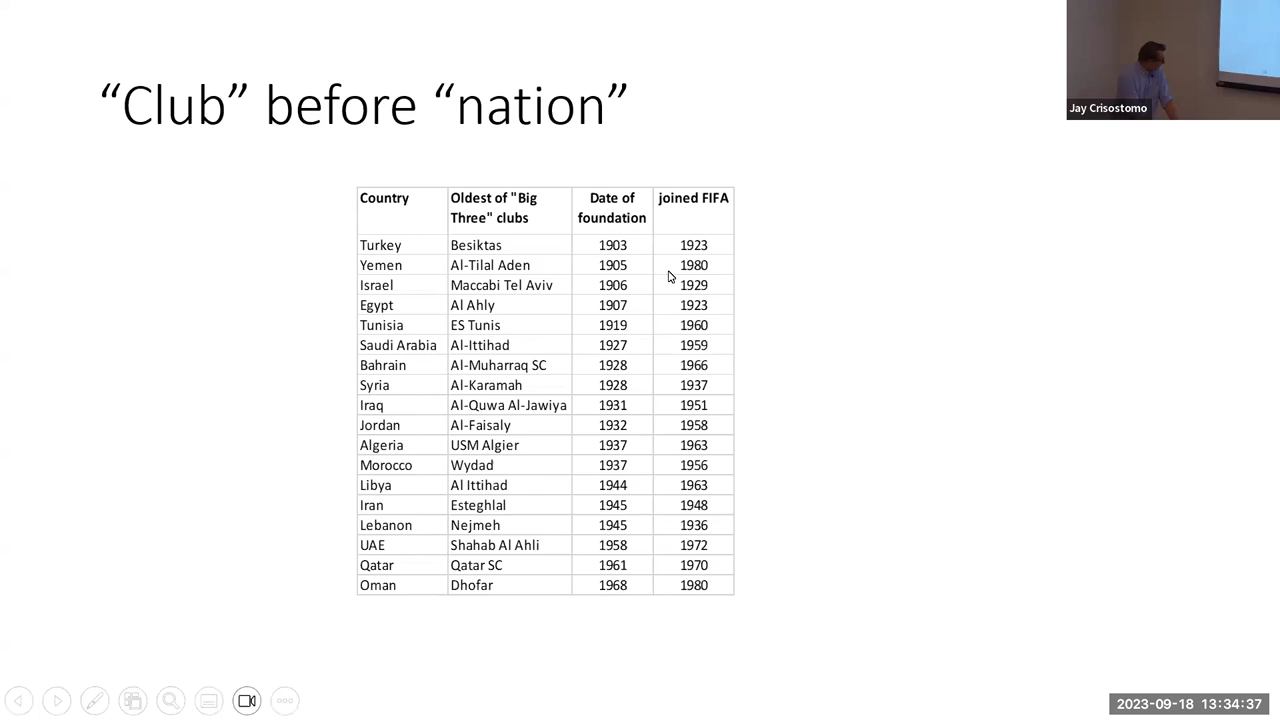 “Club” before “nation”
Jay Crisostomo
Country Oldest of "Big Three" clubs Date of foundation joined FIFA
Turkey Besiktas 1903 1923
Yemen Al-Tilal Aden 1905 1980
Israel Maccabi Tel Aviv 1906 1929
Egypt Al Ahly 1907 1923
Tunisia ES Tunis 1919 1960
Saudi Arabia Al-Ittihad 1927 1959
Bahrain Al-Muharraq SC 1928 1966
Syria Al-Karamah 1928 1937
Iraq Al-Quwa Al-Jawiya 1931 1951
Jordan Al-Faisaly 1932 1958
Algeria USM Algier 1937 1963
Morocco Wydad 1937 1956
Libya Al Ittihad 1944 1963
Iran Esteghlal 1945 1948
Lebanon Nejmeh 1945 1936
UAE Shahab Al Ahli 1958 1972
Qatar Qatar SC 1961 1970
Oman Dhofar 1968 1980
2023-09-18 13:34:37